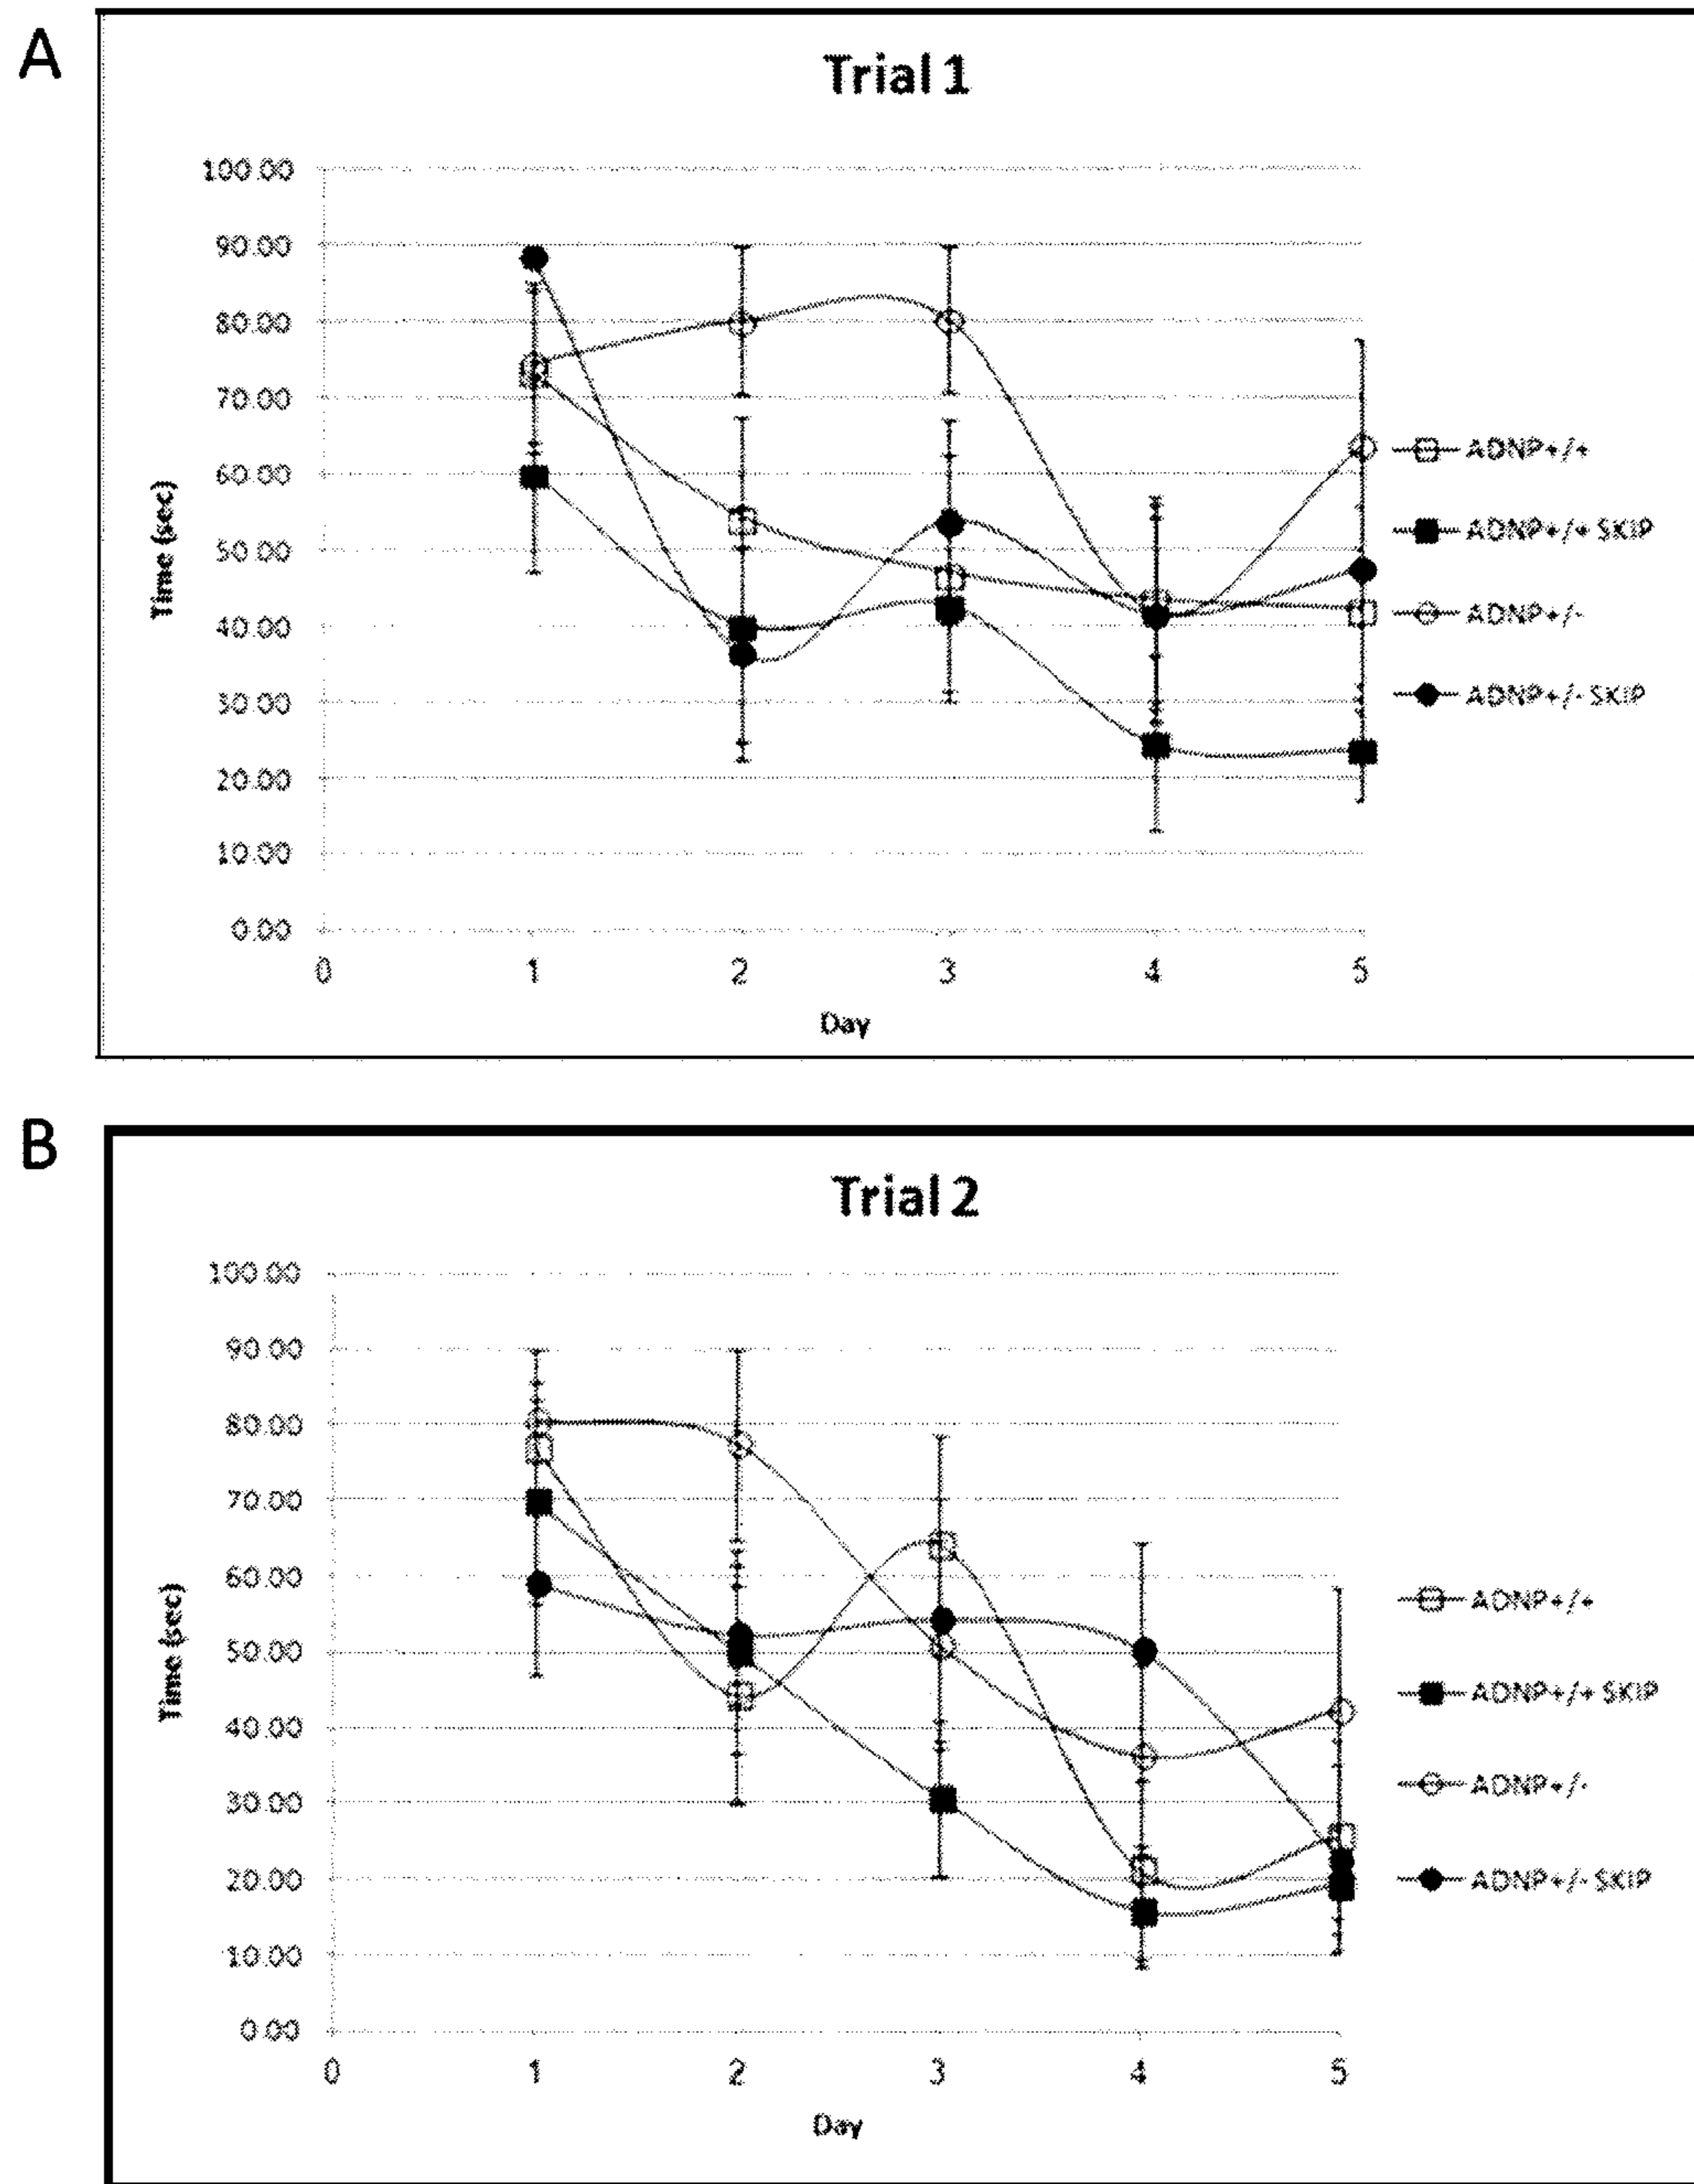 A
Trial 1
100.00
90.00
80.00
70.00
60.00
50.00
40.00
30.00
20.00
10.00
0.00
Time (sec)
0 1 2 3 4 5
Day
ADNP+/+
ADNP+/+ SKIP
ADNP+/-
ADNP+/- SKIP
B
Trial 2
100.00
90.00
80.00
70.00
60.00
50.00
40.00
30.00
20.00
10.00
0.00
Time (sec)
0 1 2 3 4 5
Day
ADNP+/+
ADNP+/+ SKIP
ADNP+/-
ADNP+/- SKIP